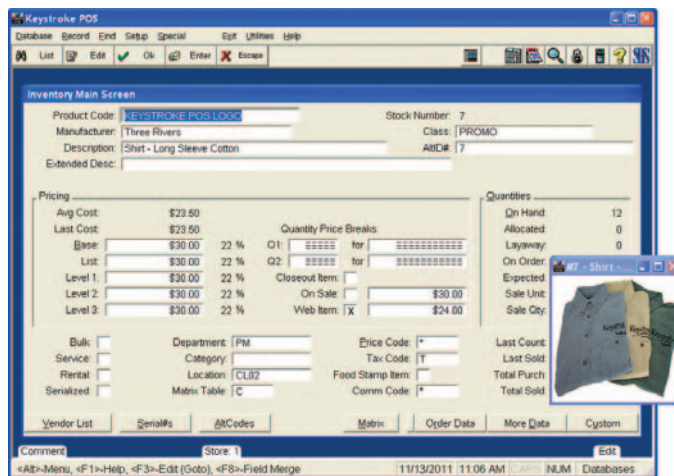 Keystroke POS
Database Record Find Setup Special Exit Utilities Help
List Edit Ok Enter Escape
Inventory Main Screen
Product Code: KEYSTROKE POS LOGO Stock Number: 7
Manufacturer: Three Rivers Class: PROMO
Description: Shirt - Long Sleeve Cotton AltID#: 7
Extended Desc:
Pricing Quantities
Avg Cost: $23.50 On Hand: 12
Last Cost: $23.50 Quantity Price Breaks: Allocated: 0
Base: $30.00 22 % Q1: ===== for ============ Layaway: 0
List: $30.00 22 % Q2: ===== for ============ On Order:
Level 1: $30.00 22 % Closeout Item: Expected:
Level 2: $30.00 22 % On Sale: $30.00 Sale Unit:
Level 3: $30.00 22 % Web Item: X $24.00 Sale Qty:
#7 - Shirt -...
Bulk: Department: PM Price Code: * Last Count:
Service: Category: Tax Code: T Last Sold:
Rental: Location: CL02 Food Stamp Item: Total Purch:
Serialized: Matrix Table: C Comm Code: * Total Sold:
Vendor List Serial#s AltCodes Matrix Order Data More Data Custom
Comment Store: 1 Edit
<Alt>-Menu, <F1>-Help, <F3>-Edit (Goto), <F8>-Field Merge 11/13/2011 11:06 AM CAPS NUM Databases